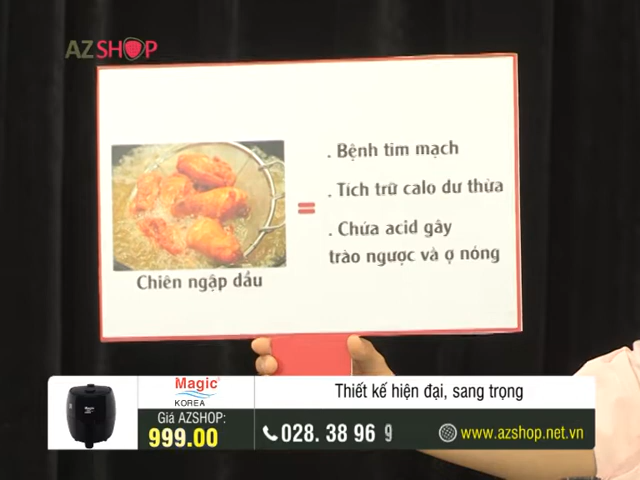 AZSHOP
. Bệnh tim mạch
. Tích trữ calo dư thừa
. Chứa acid gây
trào ngược và ợ nóng
=
Chiên ngập dầu
Magic
KOREA
Thiết kế hiện đại, sang trọng
Giá AZSHOP:
999.00
028. 38 96 9
www.azshop.net.vn